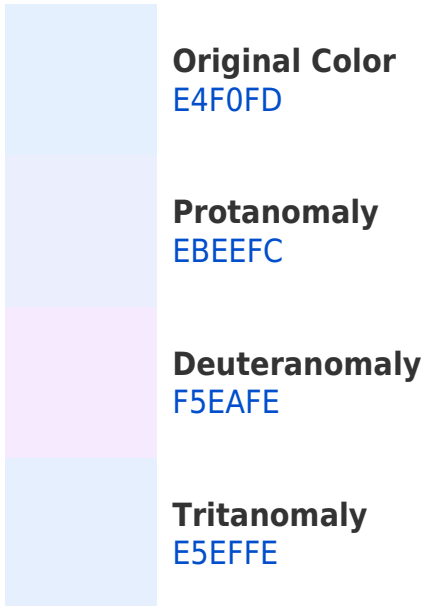 Original Color
E4F0FD
Protanomaly
EBEEFC
Deuteranomaly
F5EAFE
Tritanomaly
E5EFFE